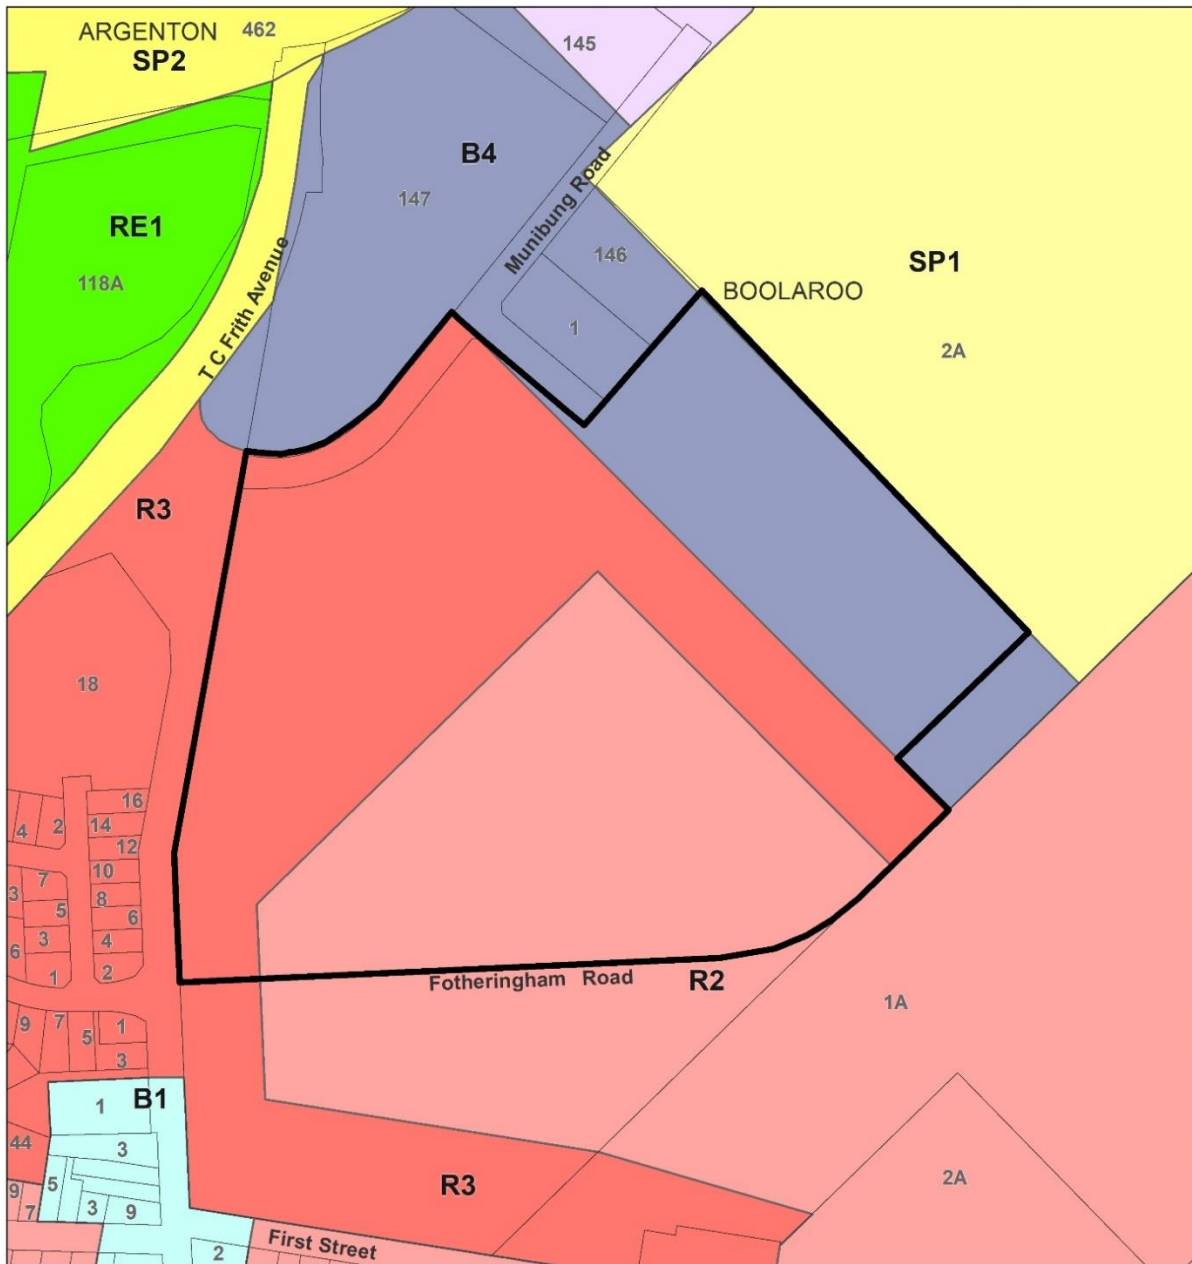 ARGENTON
462
SP2
145
B4
147
Munibung Road
146
RE1
118A
T C Frith Avenue
SP1
BOOLAROO
1
2A
R3
18
16
4
2
14
12
7
10
3
8
5
6
3
4
6
1
2
Fotheringham Road
R2
1A
9
7
5
1
3
1
B1
44
3
5
9
7
3
9
R3
2A
2
First Street